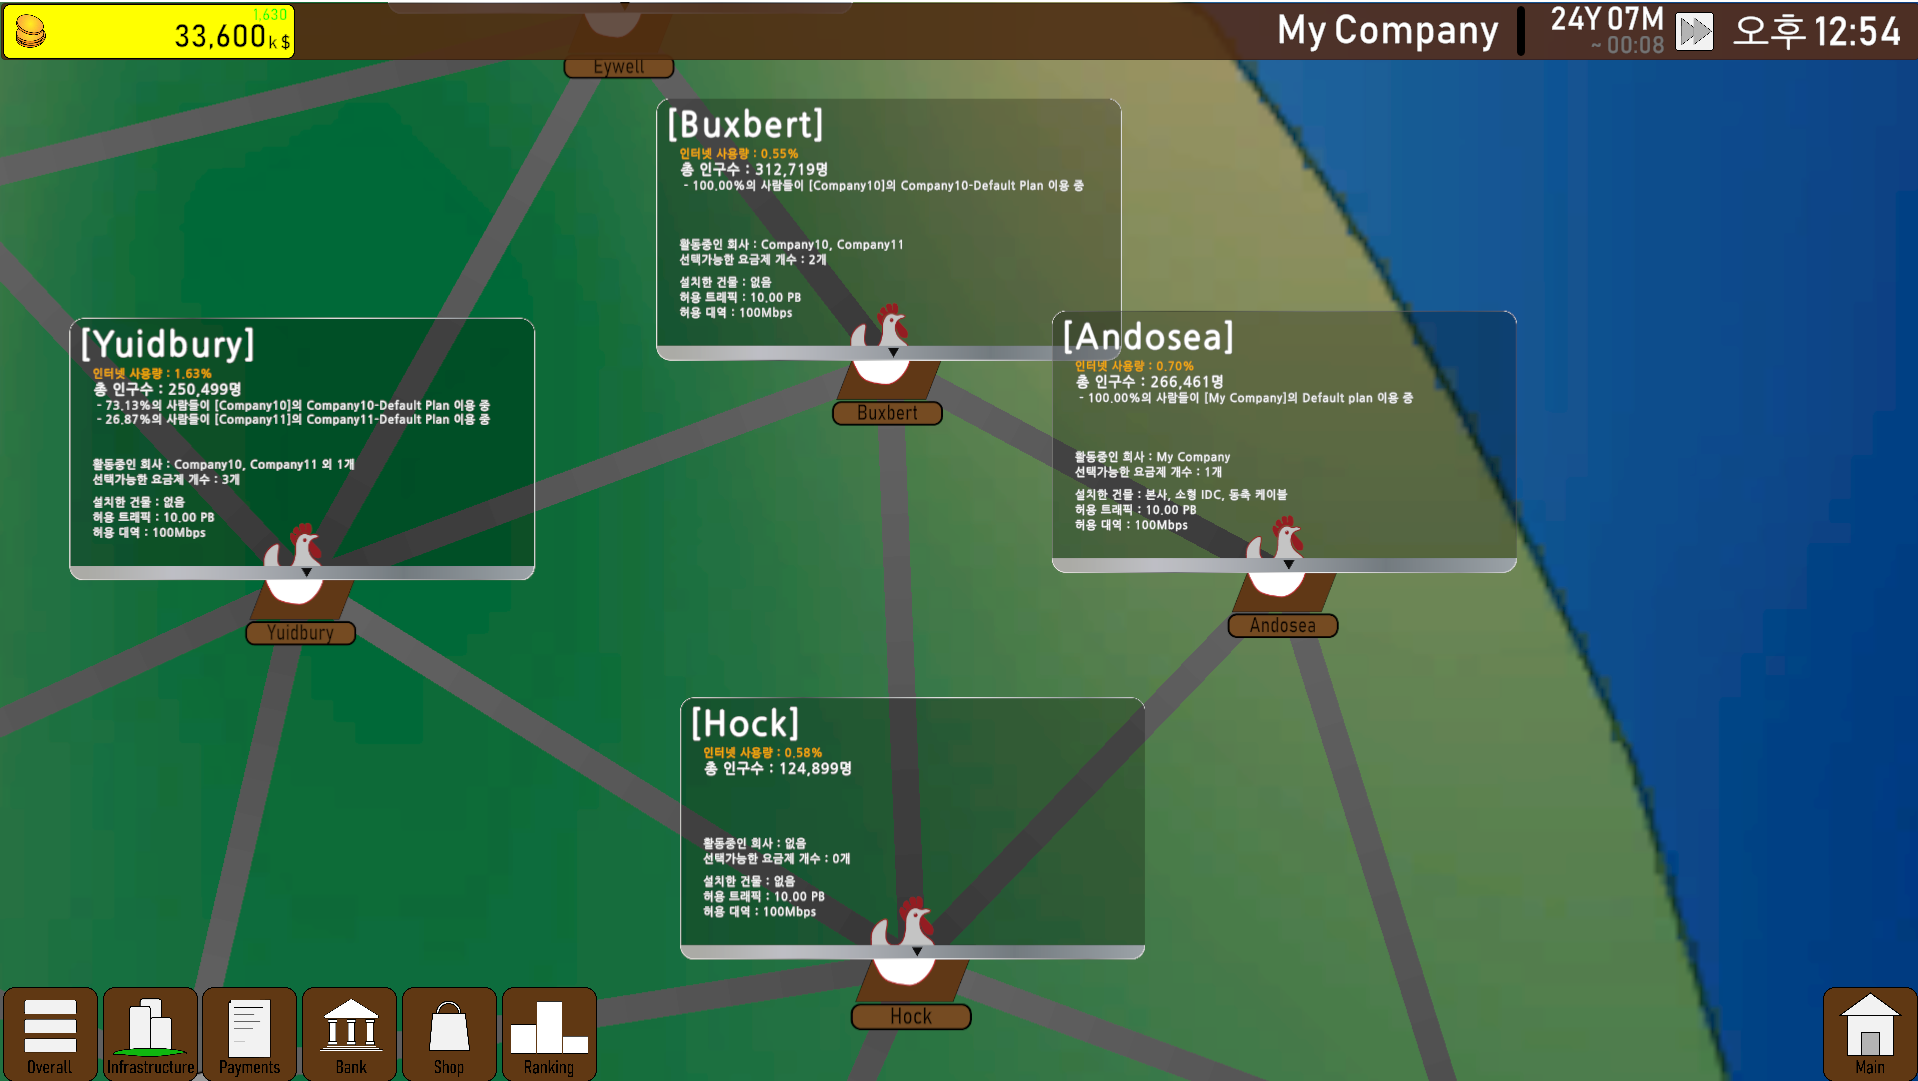 1,630
33,600k$
My Company
24Y 07M
~ 00:08
오후 12:54
Eywell
[Buxbert]
인터넷 사용량 : 0.55%
총 인구수 : 312,719명
- 100.00%의 사람들이 [Company10]의 Company10-Default Plan 이용 중
활동중인 회사 : Company10, Company11
선택가능한 요금제 개수 : 2개
설치한 건물 : 없음
허용 트래픽 : 10.00 PB
허용 대역 : 100Mbps
Buxbert
[Yuidbury]
인터넷 사용량 : 1.63%
총 인구수 : 250,499명
- 73.13%의 사람들이 [Company10]의 Company10-Default Plan 이용 중
- 26.87%의 사람들이 [Company11]의 Company11-Default Plan 이용 중
활동중인 회사 : Company10, Company11 외 1개
선택가능한 요금제 개수 : 3개
설치한 건물 : 없음
허용 트래픽 : 10.00 PB
허용 대역 : 100Mbps
Yuidbury
[Andosea]
인터넷 사용량 : 0.70%
총 인구수 : 266,461명
- 100.00%의 사람들이 [My Company]의 Default plan 이용 중
활동중인 회사 : My Company
선택가능한 요금제 개수 : 1개
설치한 건물 : 본사, 소형 IDC, 동축 케이블
허용 트래픽 : 10.00 PB
허용 대역 : 100Mbps
Andosea
[Hock]
인터넷 사용량 : 0.58%
총 인구수 : 124,899명
활동중인 회사 : 없음
선택가능한 요금제 개수 : 0개
설치한 건물 : 없음
허용 트래픽 : 10.00 PB
허용 대역 : 100Mbps
Hock
Overall
Infrastructure
Payments
Bank
Shop
Ranking
Main